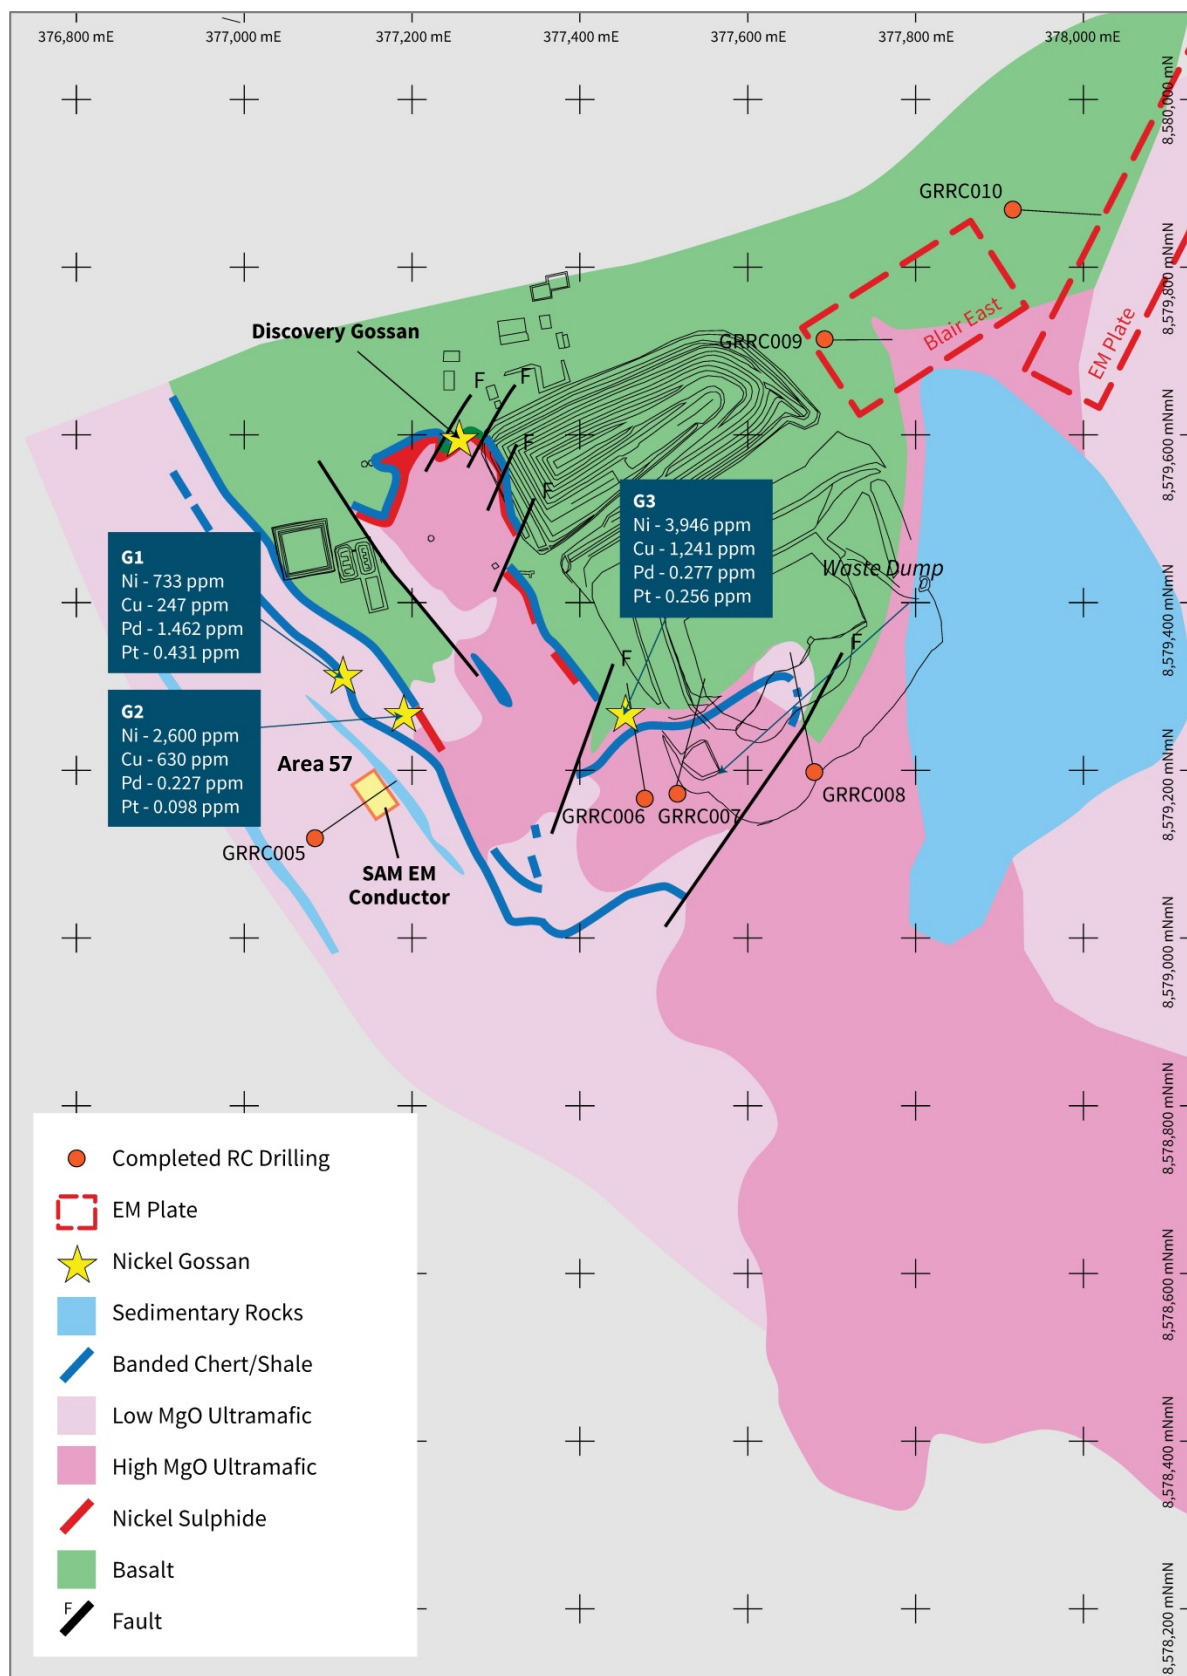 376,800 mE
377,000 mE
377,200 mE
377,400 mE
377,600 mE
377,800 mE
378,000 mE
8,580,000 mN
GRRC010
8,579,800 mNmN
Discovery Gossan
GRRC009
Blair East
EM Plate
F
F
F
F
8,579,600 mNmN
G3
Ni - 3,946 ppm
Cu - 1,241 ppm
Pd - 0.277 ppm
Pt - 0.256 ppm
G1
Ni - 733 ppm
Cu - 247 ppm
Pd - 1.462 ppm
Pt - 0.431 ppm
Waste Dump
8,579,400 mNmN
F
F
G2
Ni - 2,600 ppm
Cu - 630 ppm
Pd - 0.227 ppm
Pt - 0.098 ppm
Area 57
8,579,200 mNmN
GRRC008
GRRC006
GRRC007
GRRC005
SAM EM
Conductor
8,579,000 mNmN
8,578,800 mNmN
8,578,600 mNmN
8,578,400 mNmN
8,578,200 mNmN
Completed RC Drilling
EM Plate
Nickel Gossan
Sedimentary Rocks
Banded Chert/Shale
Low MgO Ultramafic
High MgO Ultramafic
Nickel Sulphide
Basalt
F
Fault